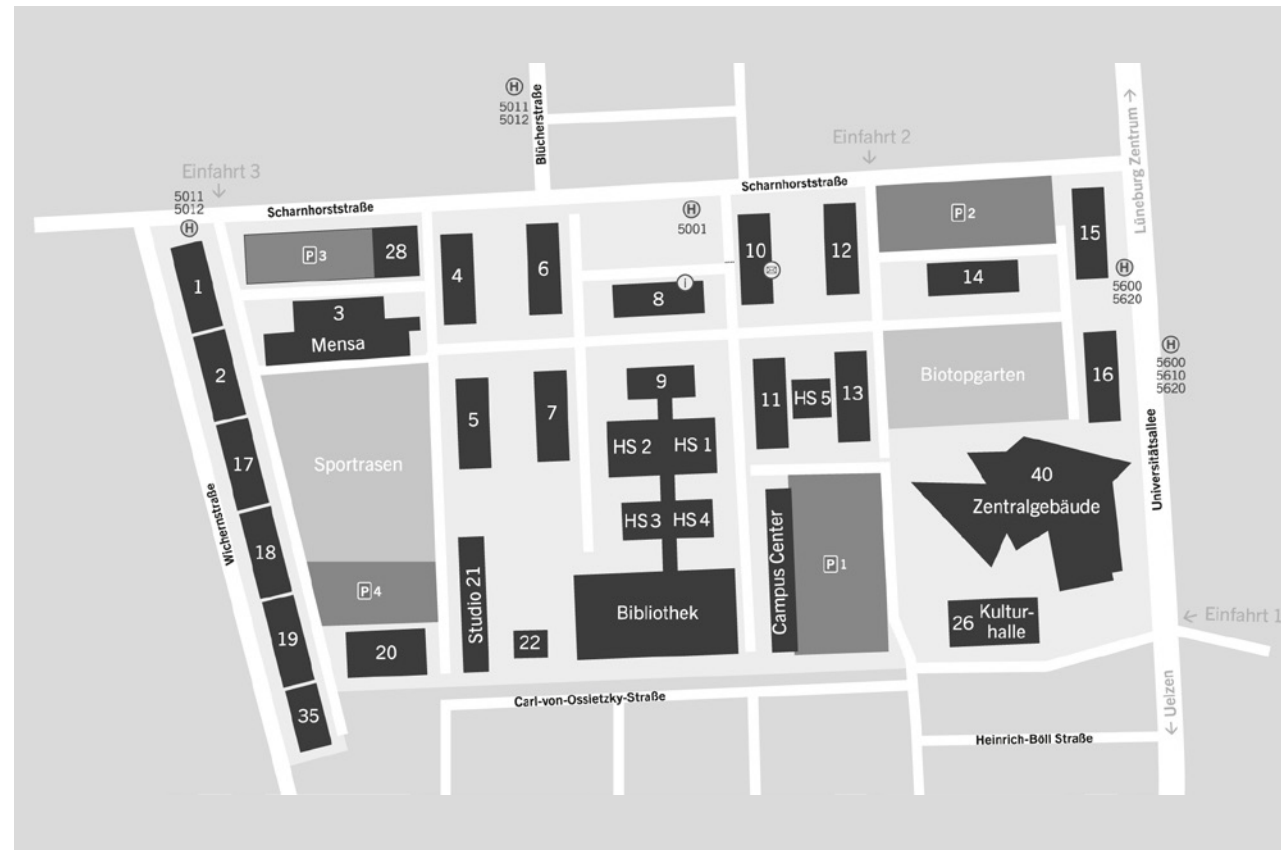 H
5011
5012
Blücherstraße
Einfahrt 2
Lüneburg Zentrum
Einfahrt 3
5011
5012
H
Scharnhorststraße
Scharnhorststraße
H
5001
P 2
15
P 3
28
4
6
10
12
i
8
14
H
5600
5620
1
3
Mensa
2
H
5600
5610
5620
16
Biotopgarten
9
11
HS 5
13
5
7
HS 2
HS 1
Universitätsallee
17
Sportrasen
40
Zentralgebäude
HS 3
HS 4
Wichernstraße
18
Campus Center
P 1
P 4
Studio 21
Bibliothek
26
Kultur-
halle
Einfahrt 1
19
20
22
35
Carl-von-Ossietzky-Straße
Uelzen
Heinrich-Böll Straße